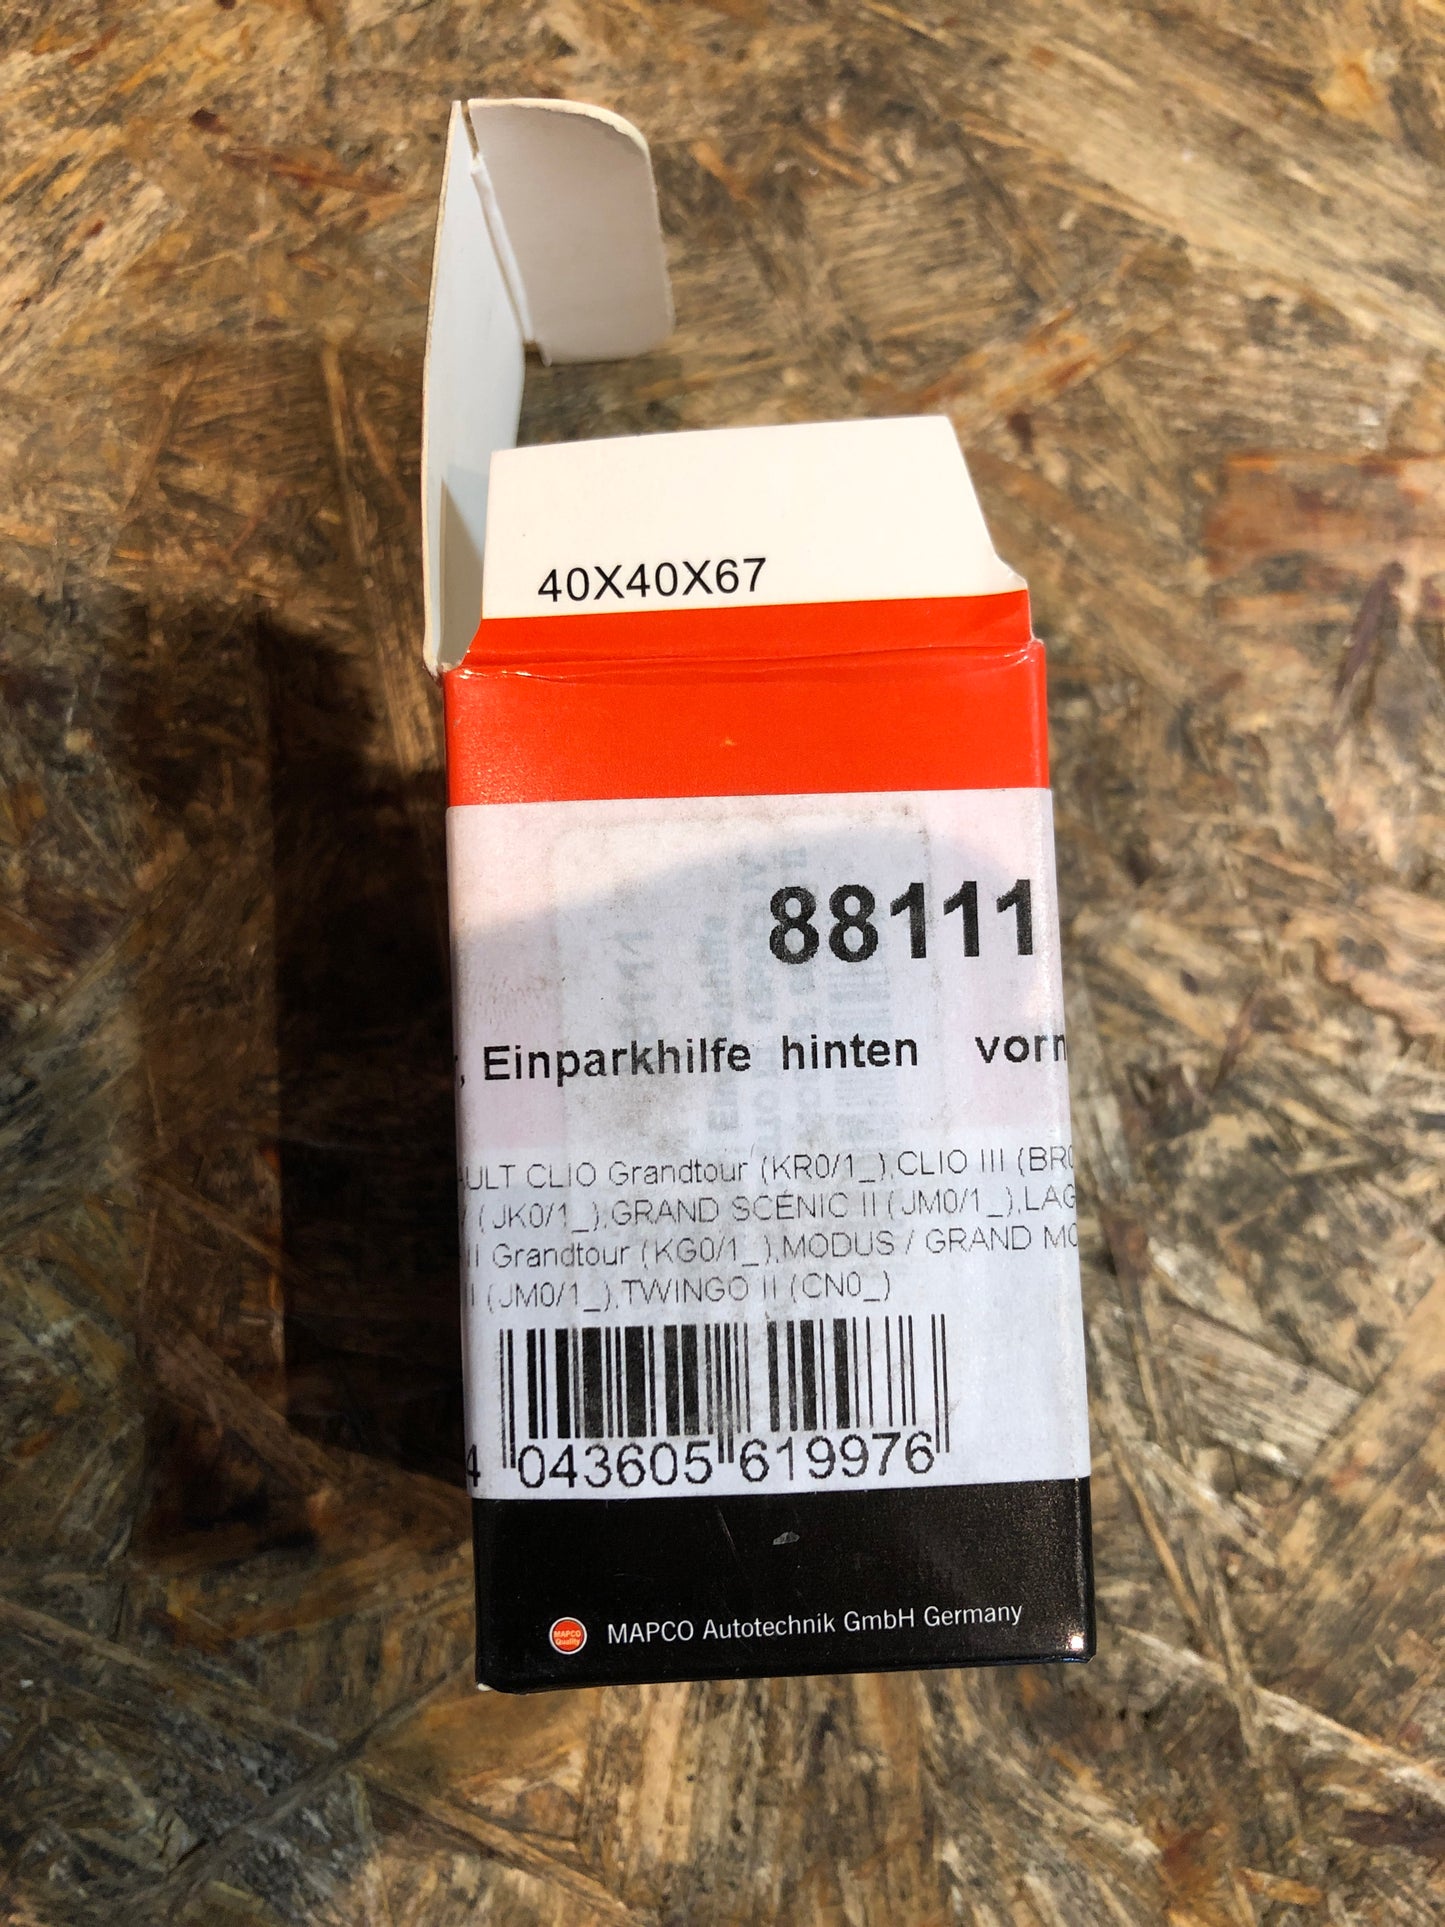 40X40X67
88111
, Einparkhilfe hinten vorn
AULT CLIO Grandtour (KR0/1_),CLIO III (BR0
(JK0/1_),GRAND SCÉNIC II (JM0/1_),LAG
II Grandtour (KG0/1_),MODUS / GRAND MO
I (JM0/1_),TWINGO II (CN0_)
4 043605 619976
MAPCO Quality MAPCO Autotechnik GmbH Germany